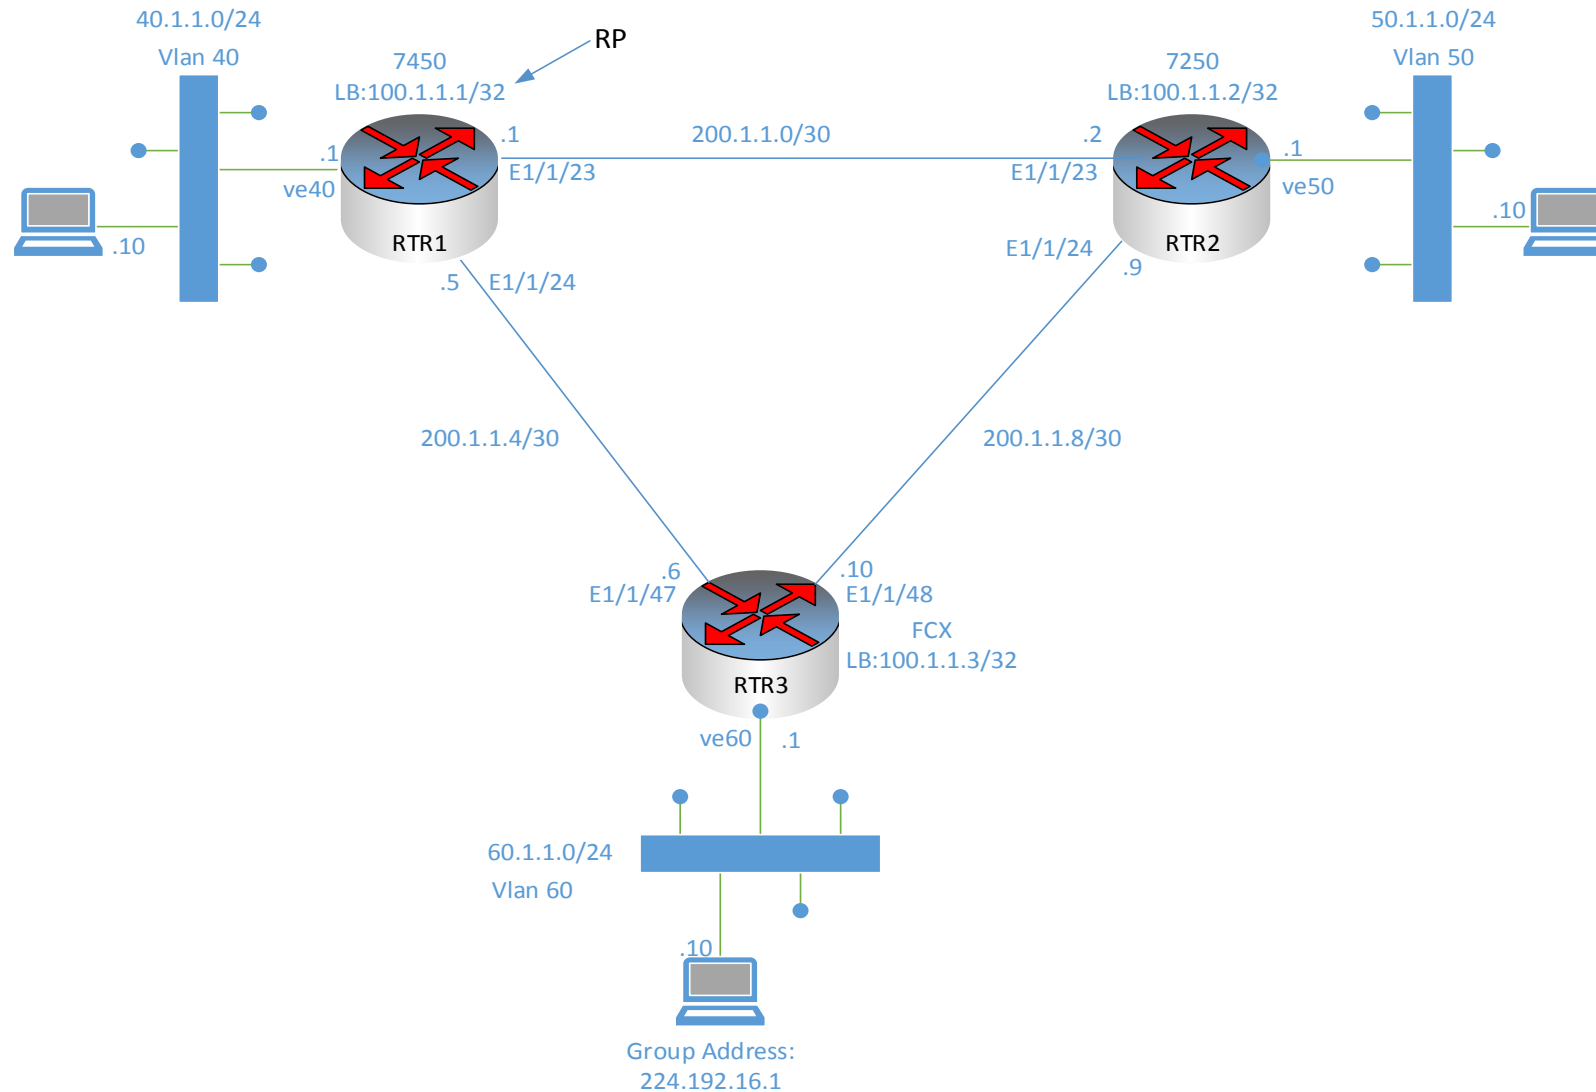 40.1.1.0/24
Vlan 40
RP
7450
LB:100.1.1.1/32
50.1.1.0/24
Vlan 50
7250
LB:100.1.1.2/32
.1
ve40
.10
.1
E1/1/23
RTR1
.5
E1/1/24
200.1.1.0/30
.2
E1/1/23
.1
ve50
.10
RTR2
E1/1/24
.9
200.1.1.4/30
200.1.1.8/30
.6
E1/1/47
.10
E1/1/48
FCX
LB:100.1.1.3/32
RTR3
ve60
.1
60.1.1.0/24
Vlan 60
.10
Group Address:
224.192.16.1